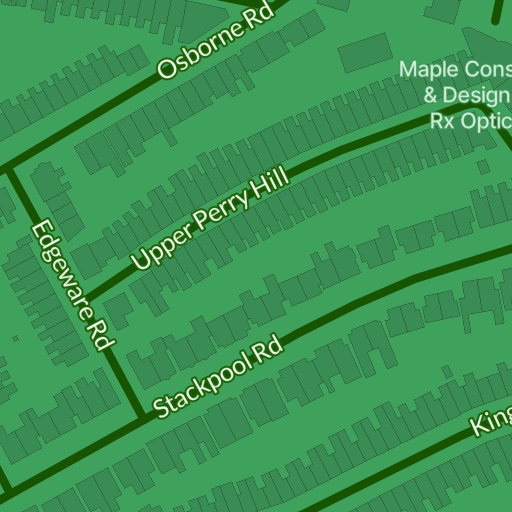 Osborne Rd
Maple Cons
& Design
Rx Optic
Upper Perry Hill
Edgeware Rd
Stackpool Rd
King